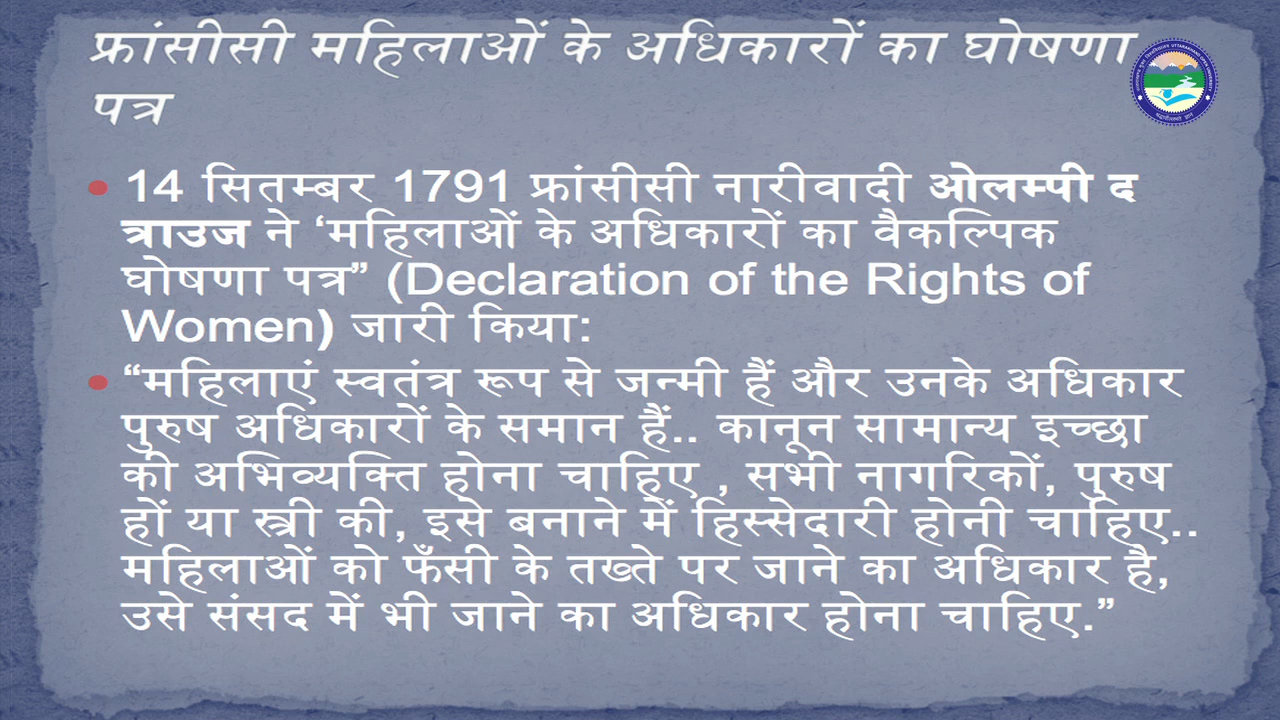 फ्रांसीसी महिलाओं के अधिकारों का घोषणा
पत्र
14 सितम्बर 1791 फ्रांसीसी नारीवादी ओलम्पी द
त्राउज ने ‘महिलाओं के अधिकारों का वैकल्पिक
घोषणा पत्र” (Declaration of the Rights of
Women) जारी किया:
“महिलाएं स्वतंत्र रूप से जन्मी हैं और उनके अधिकार
पुरुष अधिकारों के समान हैं.. कानून सामान्य इच्छा
की अभिव्यक्ति होना चाहिए , सभी नागरिकों, पुरुष
हों या स्त्री की, इसे बनाने में हिस्सेदारी होनी चाहिए..
महिलाओं को फँसी के तख्ते पर जाने का अधिकार है,
उसे संसद में भी जाने का अधिकार होना चाहिए.”